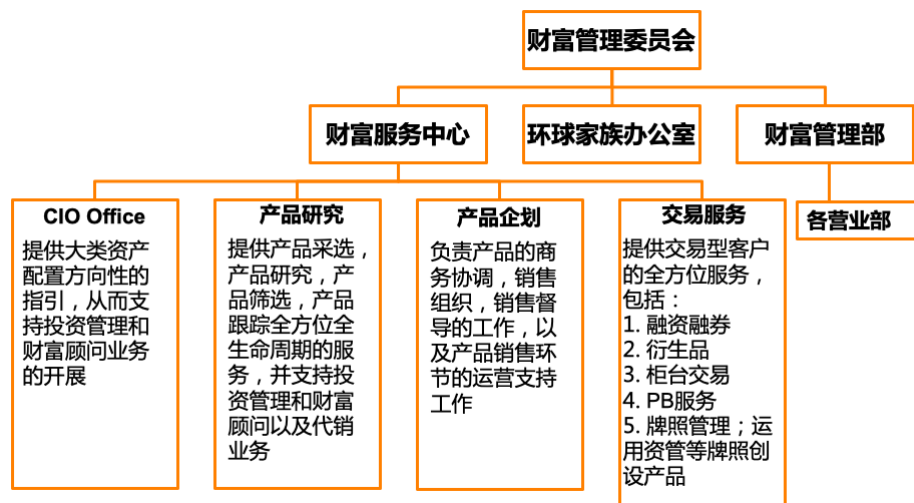 财富管理委员会
财富服务中心
环球家族办公室
财富管理部
CIO Office
提供大类资产
配置方向性的
指引，从而支
持投资管理和
财富顾问业务
的开展
产品研究
提供产品采选，
产品研究，产
品筛选，产品
跟踪全方位全
生命周期的服
务，并支持投
资管理和财富
顾问以及代销
业务
产品企划
负责产品的商
务协调，销售
组织，销售督
导的工作，以
及产品销售环
节的运营支持
工作
交易服务
提供交易型客户
的全方位服务，
包括：
1. 融资融券
2. 衍生品
3. 柜台交易
4. PB服务
5. 牌照管理；运
用资管等牌照创
设产品
各营业部